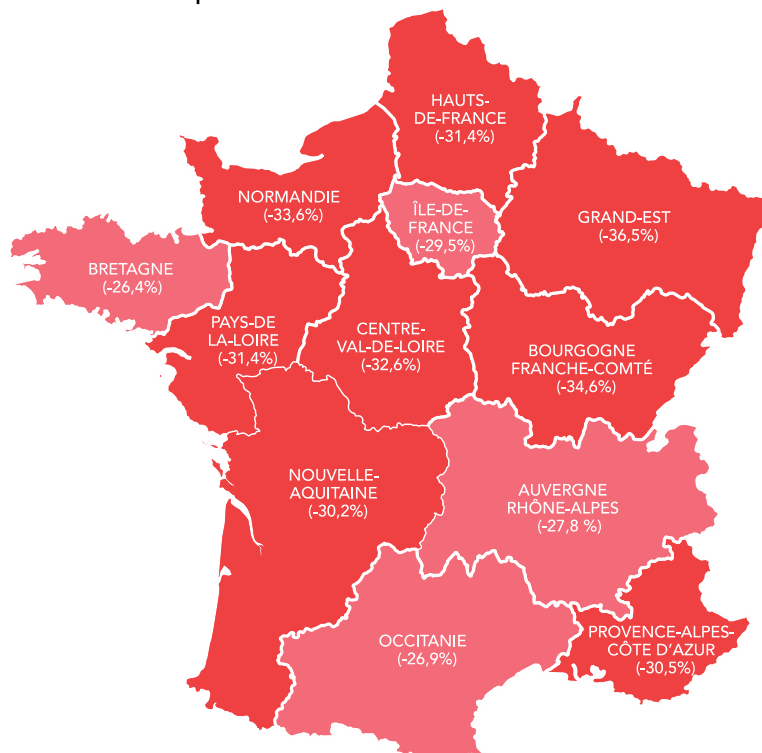 HAUTS-
DE-FRANCE
(-31,4%)
NORMANDIE
(-33,6%)
ÎLE-DE-
FRANCE
(-29,5%)
GRAND-EST
(-36,5%)
BRETAGNE
(-26,4%)
PAYS-DE
LA-LOIRE
(-31,4%)
CENTRE-
VAL-DE-LOIRE
(-32,6%)
BOURGOGNE
FRANCHE-COMTÉ
(-34,6%)
NOUVELLE-
AQUITAINE
(-30,2%)
AUVERGNE
RHÔNE-ALPES
(-27,8 %)
OCCITANIE
(-26,9%)
PROVENCE-ALPES-
CÔTE D'AZUR
(-30,5%)